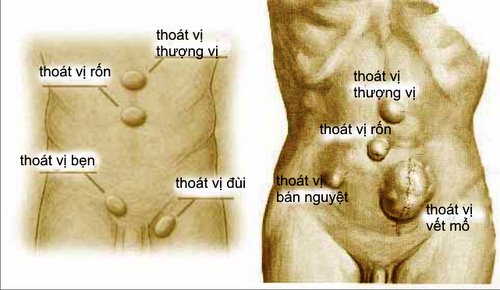 thoát vị
thượng vị
thoát vị rốn
thoát vị bẹn
thoát vị đùi
thoát vị
thượng vị
thoát vị rốn
thoát vị
bán nguyệt
thoát vị
vết mổ